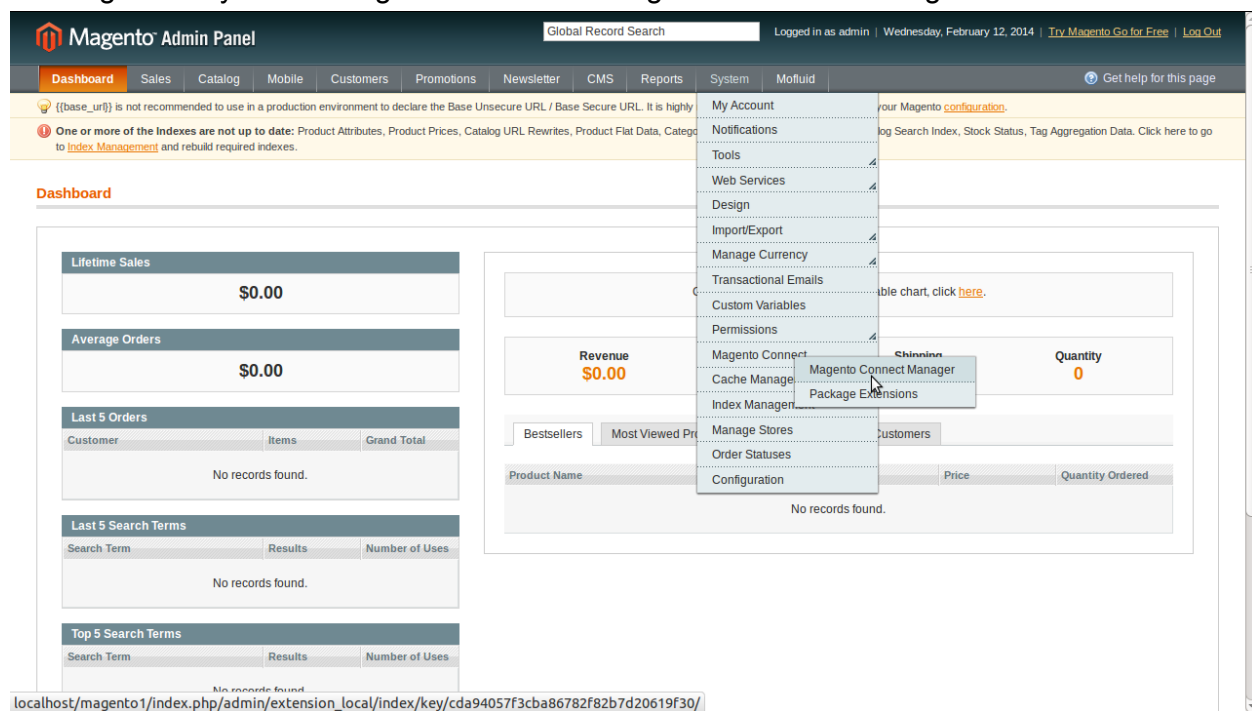 Magento Admin Panel
Global Record Search
Logged in as admin | Wednesday, February 12, 2014 | Try Magento Go for Free | Log Out
Dashboard Sales Catalog Mobile Customers Promotions Newsletter CMS Reports System Mofluid Get help for this page
{{base_url}} is not recommended to use in a production environment to declare the Base Unsecure URL / Base Secure URL. It is highly your Magento configuration.
One or more of the Indexes are not up to date: Product Attributes, Product Prices, Catalog URL Rewrites, Product Flat Data, Catego log Search Index, Stock Status, Tag Aggregation Data. Click here to go
to Index Management and rebuild required indexes.
My Account
Notifications
Tools
Web Services
Design
Import/Export
Manage Currency
Transactional Emails
Custom Variables
Permissions
Magento Connect
Cache Manage
Index Managem
Manage Stores
Order Statuses
Configuration
Magento Connect Manager
Package Extensions
Dashboard
Lifetime Sales
$0.00
Average Orders
$0.00
Last 5 Orders
Customer Items Grand Total
No records found.
Last 5 Search Terms
Search Term Results Number of Uses
No records found.
Top 5 Search Terms
Search Term Results Number of Uses
No records found.
able chart, click here.
Revenue Shipping Quantity
$0.00 0
Bestsellers Most Viewed Pro Customers
Product Name Price Quantity Ordered
No records found.
localhost/magento1/index.php/admin/extension_local/index/key/cda94057f3cba86782f82b7d20619f30/